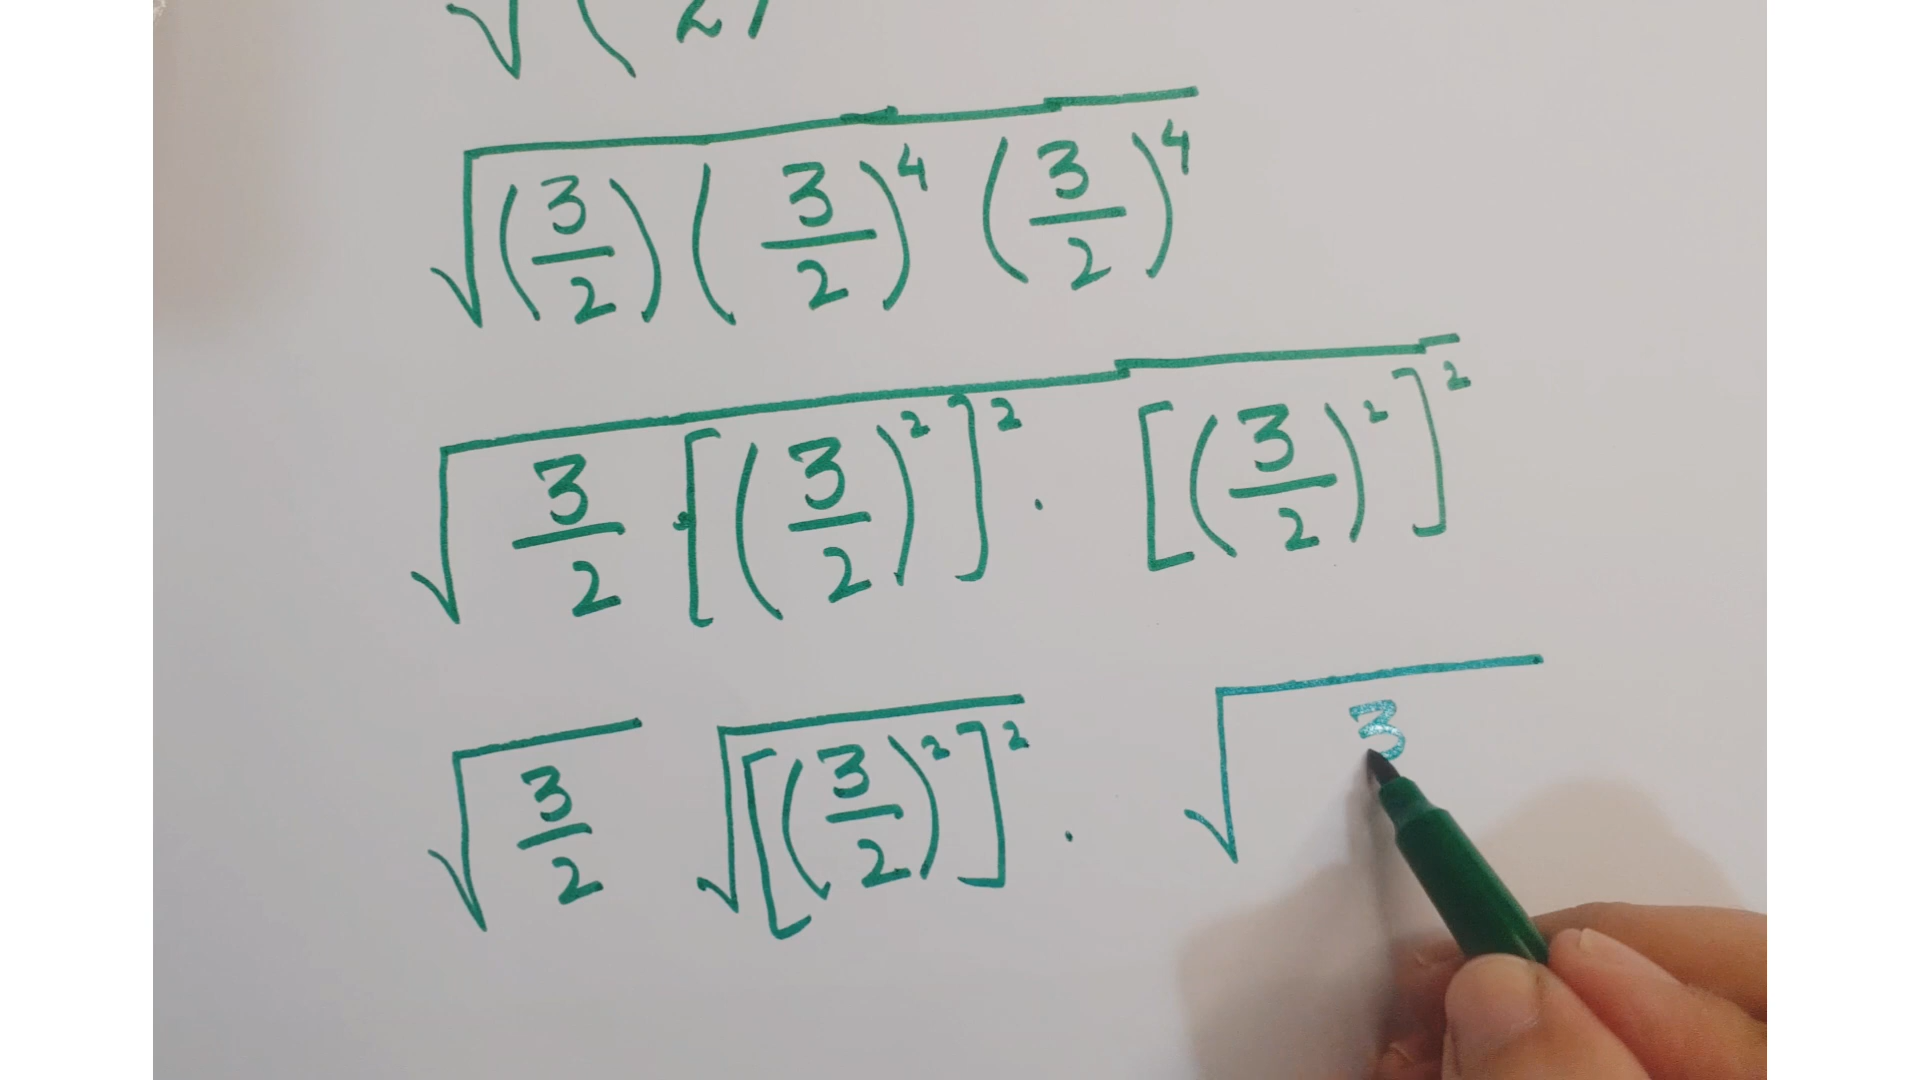 √( 2)
√(3/2)(3/2)⁴(3/2)⁴
√3/2·[(3/2)²]²·[(3/2)²]²
√3/2 √[(3/2)²]² · √3